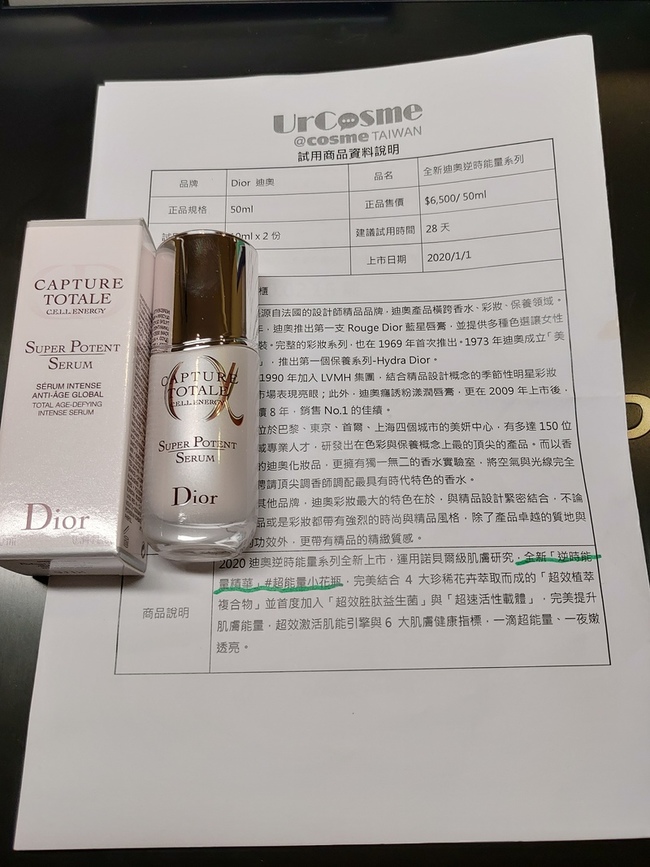 UrCosme
@cosme TAIWAN
試用商品資料說明
品牌 Dior 迪奧 品名 全新迪奧逆時能量系列
正品規格 50ml 正品售價 $6,500/ 50ml
0ml x 2 份 建議試用時間 28 天
上市日期 2020/1/1
櫃
源自法國的設計師精品品牌，迪奧產品橫跨香水、彩妝、保養領域。
，迪奧推出第一支 Rouge Dior 藍星唇膏，並提供多種色選讓女性
裝。完整的彩妝系列，也在 1969 年首次推出。1973 年迪奧成立「美
」，推出第一個保養系列-Hydra Dior。
1990 年加入 LVMH 集團，結合精品設計概念的季節性明星彩妝
市場表現亮眼；此外，迪奧癮誘粉漾潤唇膏，更在 2009 年上市後，
續 8 年，銷售 No.1 的佳績。
位於巴黎、東京、首爾、上海四個城市的美妍中心，有多達 150 位
域專業人才，研發出在色彩與保養概念上最的頂尖的產品。而以香
的迪奧化妝品，更擁有獨一無二的香水實驗室，將空氣與光線完全
聘請頂尖調香師調配最具有時代特色的香水。
其他品牌，迪奧彩妝最大的特色在於，與精品設計緊密結合，不論
品或是彩妝都帶有強烈的時尚與精品風格，除了產品卓越的質地與
功效外，更帶有精品的精緻質感。
商品說明
2020 迪奧逆時能量系列全新上市，運用諾貝爾級肌膚研究，全新「逆時能
量精華」#超能量小花瓶，完美結合 4 大珍稀花卉萃取而成的「超效植萃
複合物」並首度加入「超效胜肽益生菌」與「超速活性載體」，完美提升
肌膚能量，超效激活肌能引擎與 6 大肌膚健康指標，一滴超能量、一夜嫩
透亮。
CAPTURE
TOTALE
C.E.L.L. ENERGY
SUPER POTENT
SERUM
SÉRUM INTENSE
ANTI-ÂGE GLOBAL
TOTAL AGE-DEFYING
INTENSE SERUM
Dior
CAPTURE
TOTALE
C.E.L.L. ENERGY
SUPER POTENT
SERUM
Dior